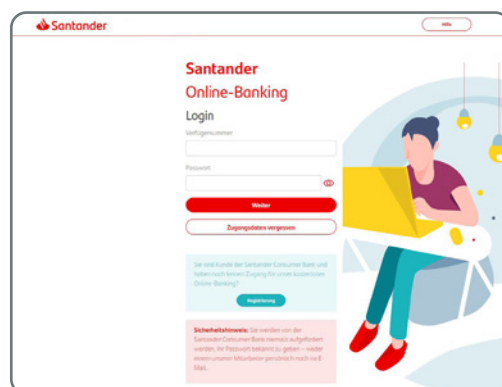 Santander
Hilfe
Santander
Online-Banking
Login
Verfügenummer
Passwort
Weiter
Zugangsdaten vergessen
Sie sind Kunde der Santander Consumer Bank und
haben noch keinen Zugang für unser kostenloses
Online-Banking?
Registrierung
Sicherheitshinweis: Sie werden von der
Santander Consumer Bank niemals aufgefordert
werden, Ihr Passwort bekannt zu geben – weder
einem unserer Mitarbeiter persönlich noch via E-
Mail.